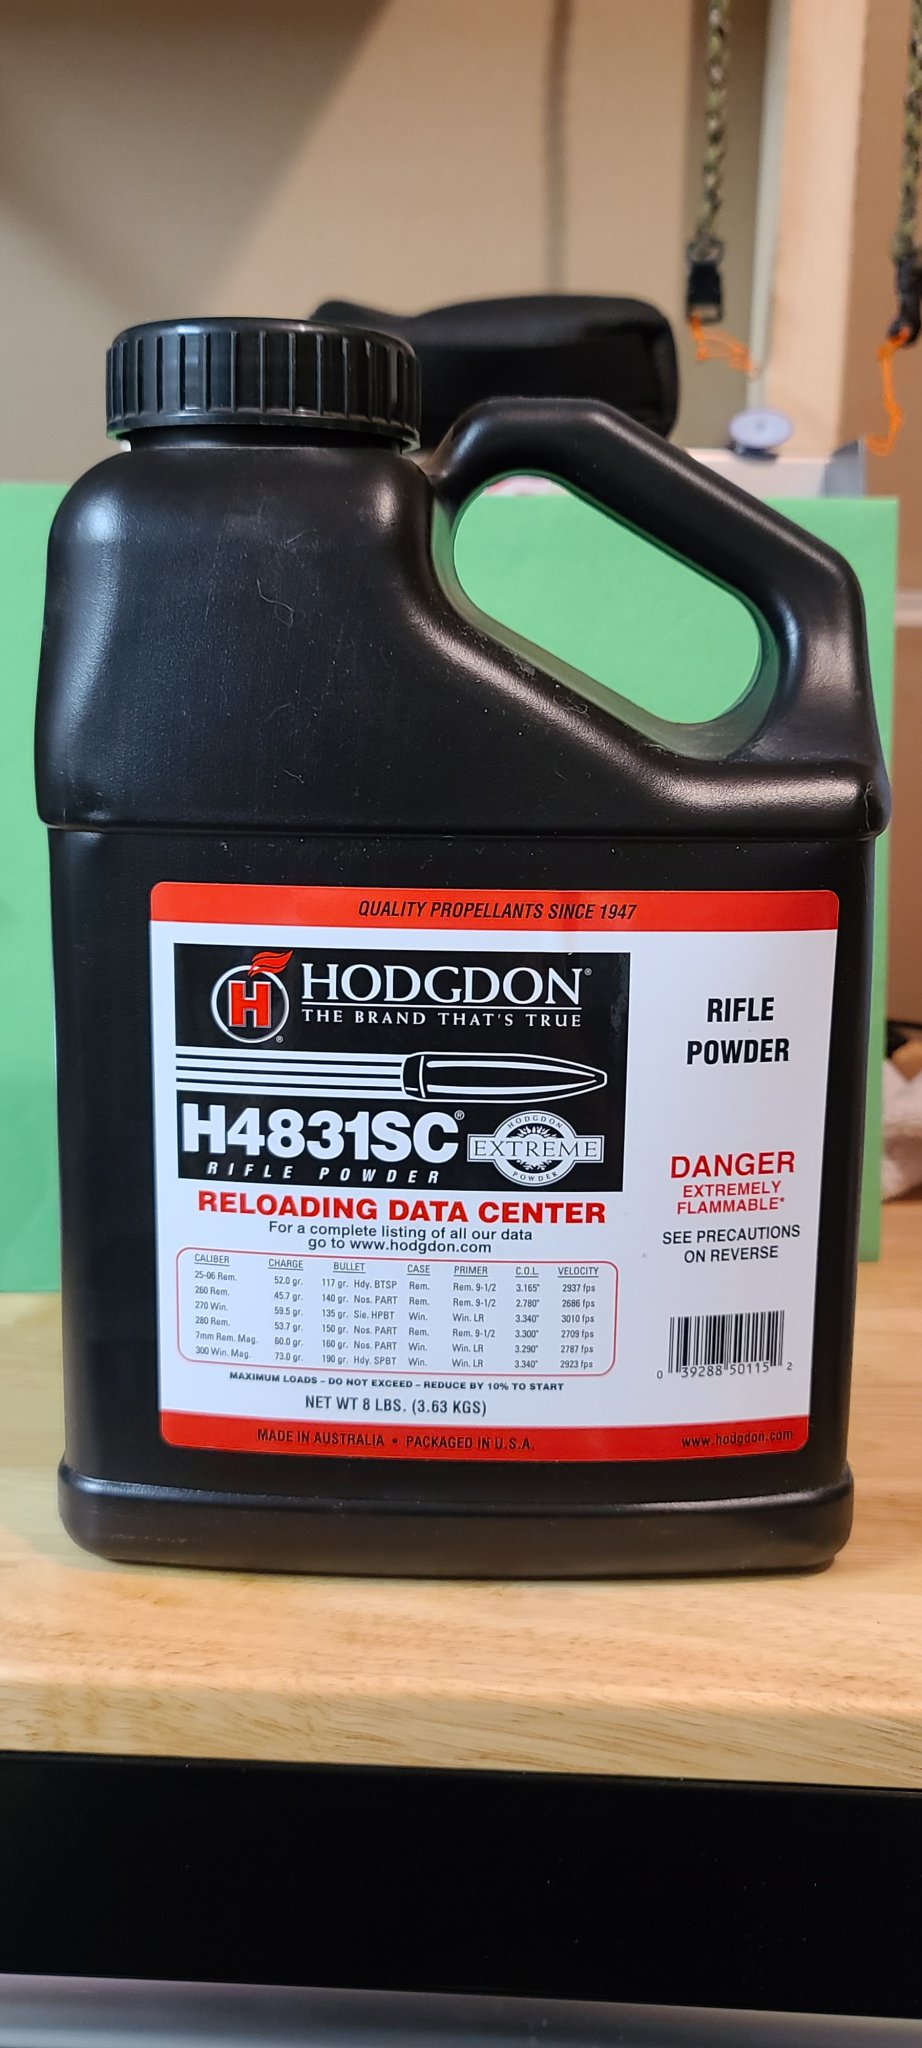 QUALITY PROPELLANTS SINCE 1947
H HODGDON®
THE BRAND THAT'S TRUE
®
H4831SC®
RIFLE POWDER
HODGDON
EXTREME
POWDER
RIFLE
POWDER
RELOADING DATA CENTER
For a complete listing of all our data
go to www.hodgdon.com
DANGER
EXTREMELY
FLAMMABLE*
SEE PRECAUTIONS
ON REVERSE
CALIBER CHARGE BULLET CASE PRIMER C.O.L. VELOCITY
25-06 Rem. 52.0 gr. 117 gr. Hdy. BTSP Rem. Rem. 9-1/2 3.165" 2937 fps
260 Rem. 45.7 gr. 140 gr. Nos. PART Rem. Rem. 9-1/2 2.780" 2686 fps
270 Win. 59.5 gr. 135 gr. Sie. HPBT Win. Win. LR 3.340" 3010 fps
280 Rem. 53.7 gr. 150 gr. Nos. PART Rem. Rem. 9-1/2 3.300" 2709 fps
7mm Rem. Mag. 60.0 gr. 160 gr. Nos. PART Win. Win. LR 3.290" 2787 fps
300 Win. Mag. 73.0 gr. 190 gr. Hdy. SPBT Win. Win. LR 3.340" 2923 fps
MAXIMUM LOADS – DO NOT EXCEED – REDUCE BY 10% TO START
NET WT 8 LBS. (3.63 KGS)
0 39288 50115 2
MADE IN AUSTRALIA • PACKAGED IN U.S.A.
www.hodgdon.com